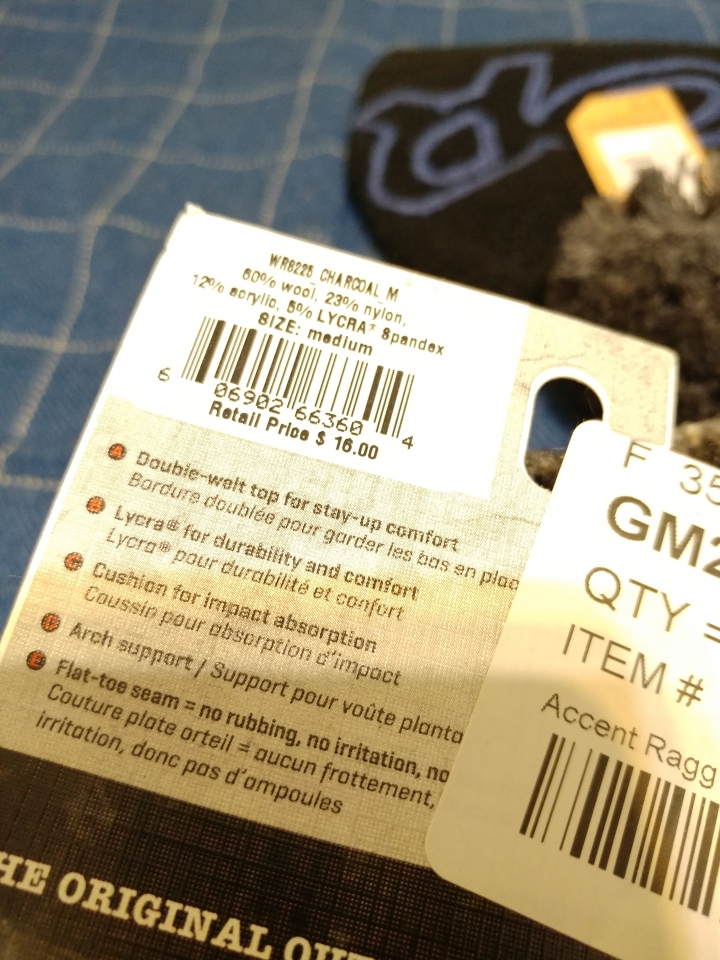 WR6225 CHARCOAL M
60% wool, 23% nylon,
12% acrylic, 5% LYCRA® Spandex
SIZE: medium
6 06902 66360 4
Retail Price $ 16.00
A Double-welt top for stay-up comfort
Bordure doublée pour garder les bas en
B Lycra® for durability and comfort
Lycra® pour durabilité et confort
C Cushion for impact absorption
Coussin pour absorption d'impact
Arch support / Support pour voûte
E Flat-toe seam = no rubbing, no irritation, no
Couture plate orteil = aucun frottement,
irritation, donc pas d'ampoules
THE ORIGINAL
F 35
GM2
QTY =
ITEM #
Accent Ragg